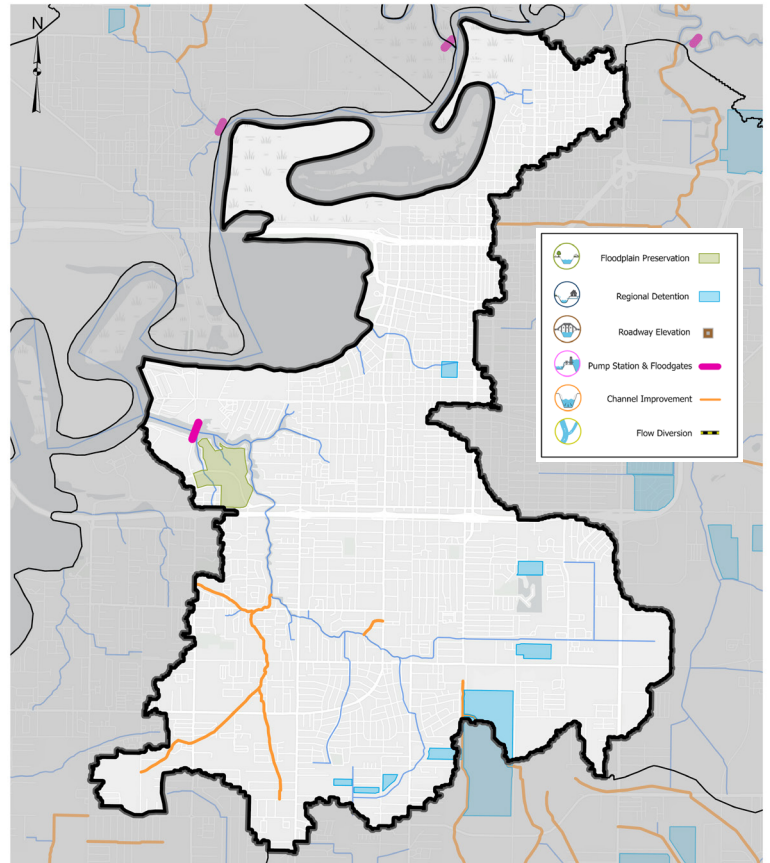 N
Floodplain Preservation
Regional Detention
Roadway Elevation
Pump Station & Floodgates
Channel Improvement
Flow Diversion